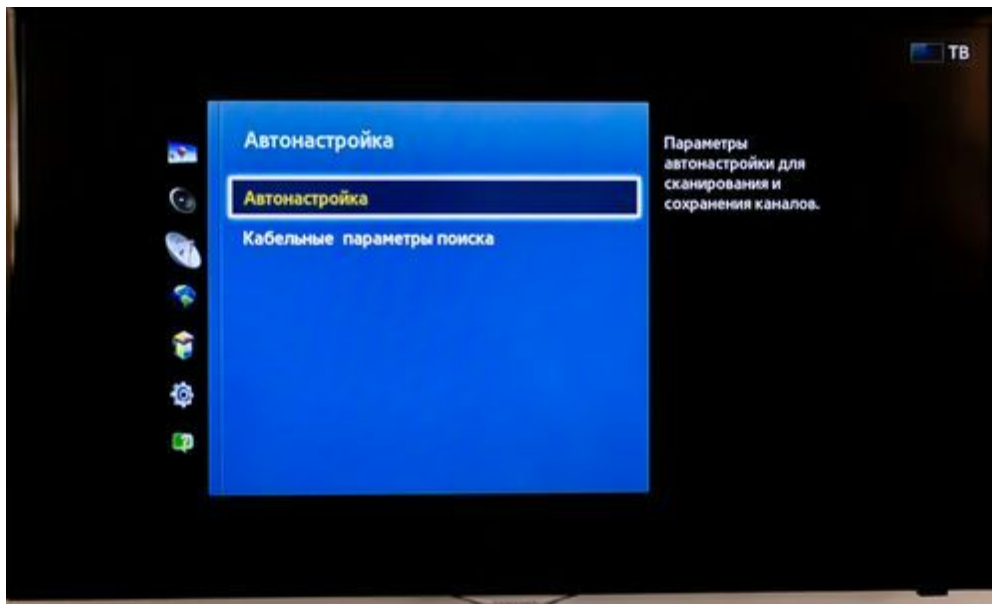 ТВ
Автонастройка
Автонастройка
Кабельные параметры поиска
Параметры
автонастройки для
сканирования и
сохранения каналов.